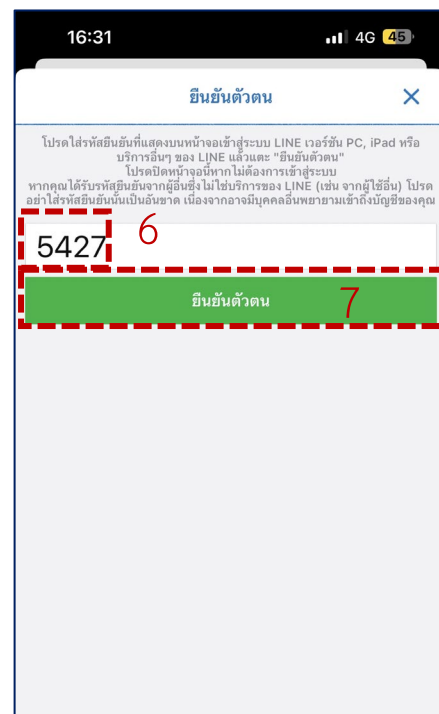 16:31 4G 45
ยืนยันตัวตน
โปรดใส่รหัสยืนยันที่แสดงบนหน้าจอเข้าสู่ระบบ LINE เวอร์ชัน PC, iPad หรือ
บริการอื่นๆ ของ LINE แล้วแตะ "ยืนยันตัวตน"
โปรดปิดหน้าจอนี้หากไม่ต้องการเข้าสู่ระบบ
หากคุณได้รับรหัสยืนยันจากผู้อื่นซึ่งไม่ใช่บริการของ LINE (เช่น จากผู้ใช้อื่น) โปรด
อย่าใส่รหัสยืนยันนั้นเป็นอันขาด เนื่องจากอาจมีบุคคลอื่นพยายามเข้าถึงบัญชีของคุณ
5427 6
ยืนยันตัวตน 7